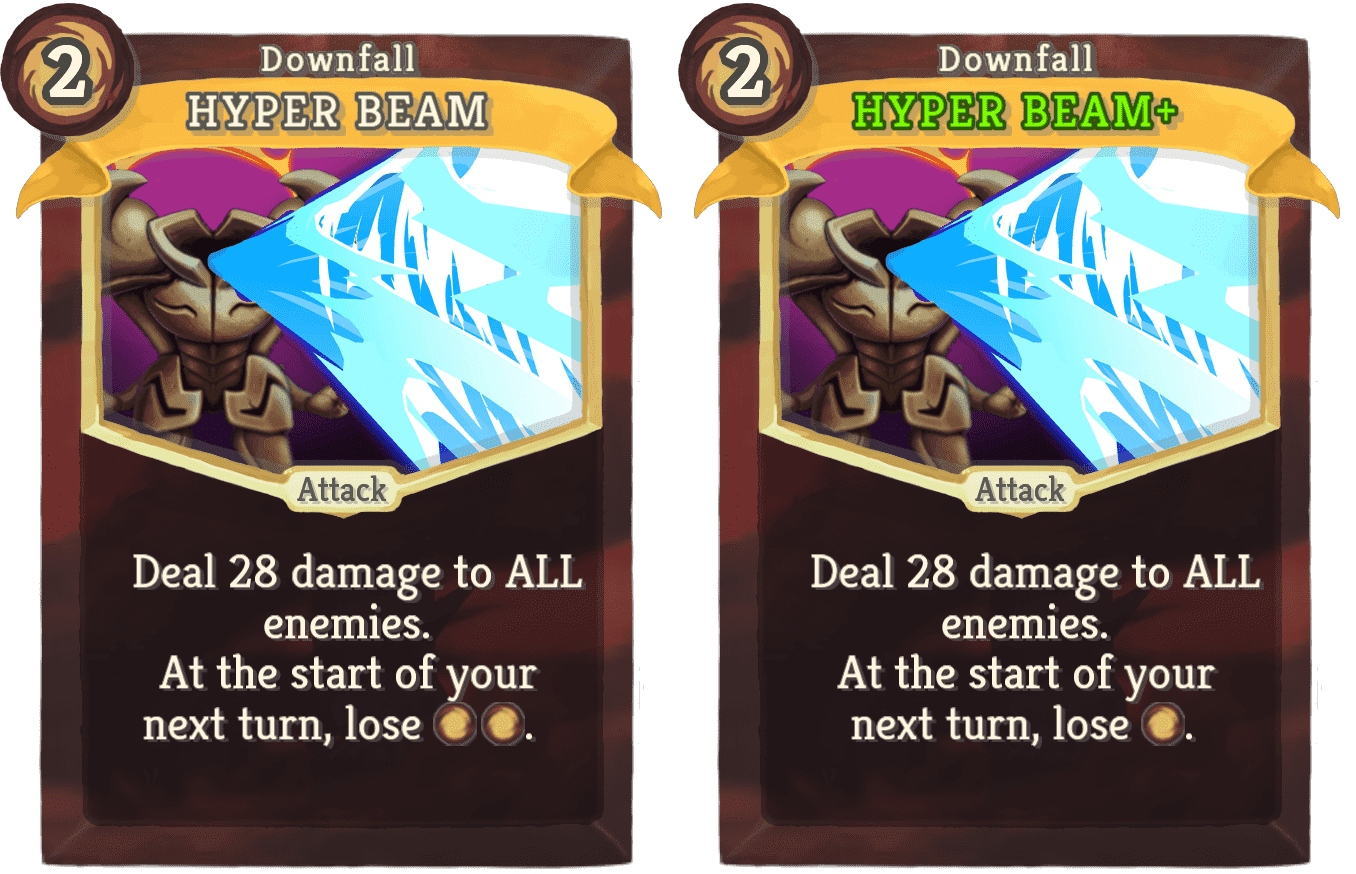 2
Downfall
HYPER BEAM
Attack
Deal 28 damage to ALL
enemies.
At the start of your
next turn, lose .
2
Downfall
HYPER BEAM+
Attack
Deal 28 damage to ALL
enemies.
At the start of your
next turn, lose .